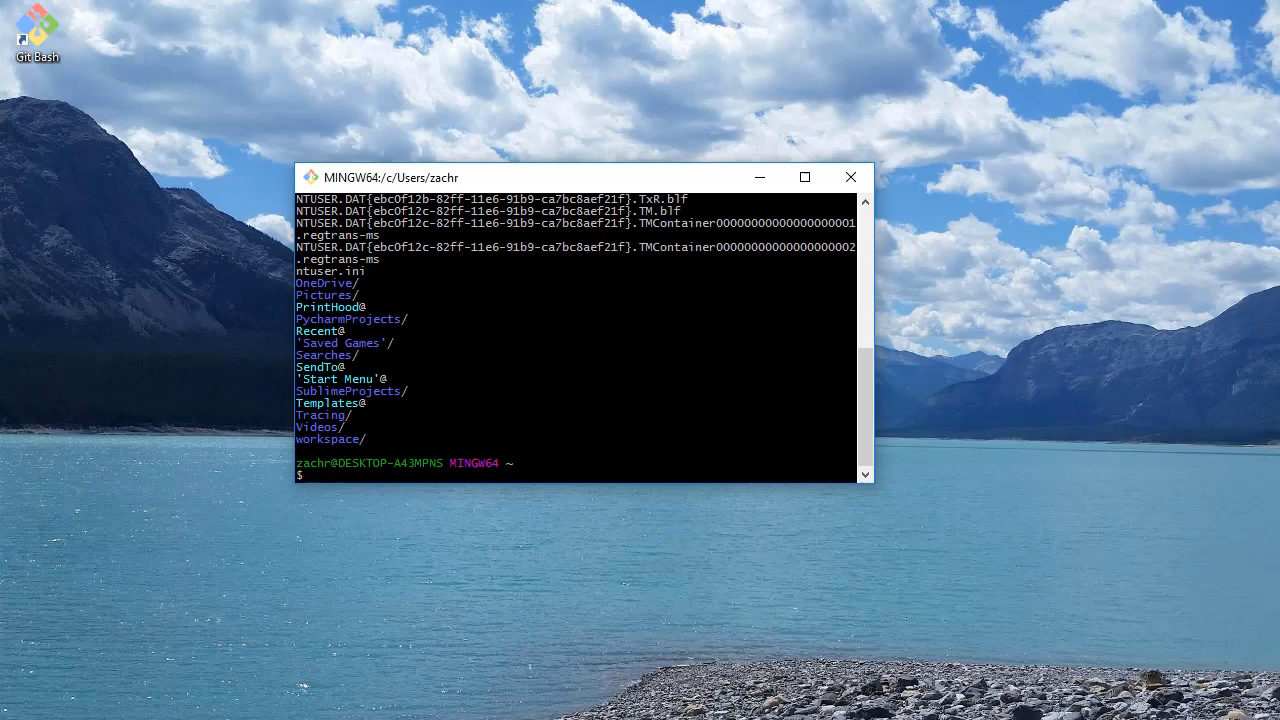 Git Bash
MINGW64:/c/Users/zachr
NTUSER.DAT{ebc0f12b-82ff-11e6-91b9-ca7bc8aef21f}.TxR.blf
NTUSER.DAT{ebc0f12c-82ff-11e6-91b9-ca7bc8aef21f}.TM.blf
NTUSER.DAT{ebc0f12c-82ff-11e6-91b9-ca7bc8aef21f}.TMContainer00000000000000000001
.regtrans-ms
NTUSER.DAT{ebc0f12c-82ff-11e6-91b9-ca7bc8aef21f}.TMContainer00000000000000000002
.regtrans-ms
ntuser.ini
OneDrive/
Pictures/
PrintHood@
PycharmProjects/
Recent@
'Saved Games'/
Searches/
SendTo@
'Start Menu'@
SublimeProjects/
Templates@
Tracing/
Videos/
workspace/
zachr@DESKTOP-A43MPNS MINGW64 ~
$